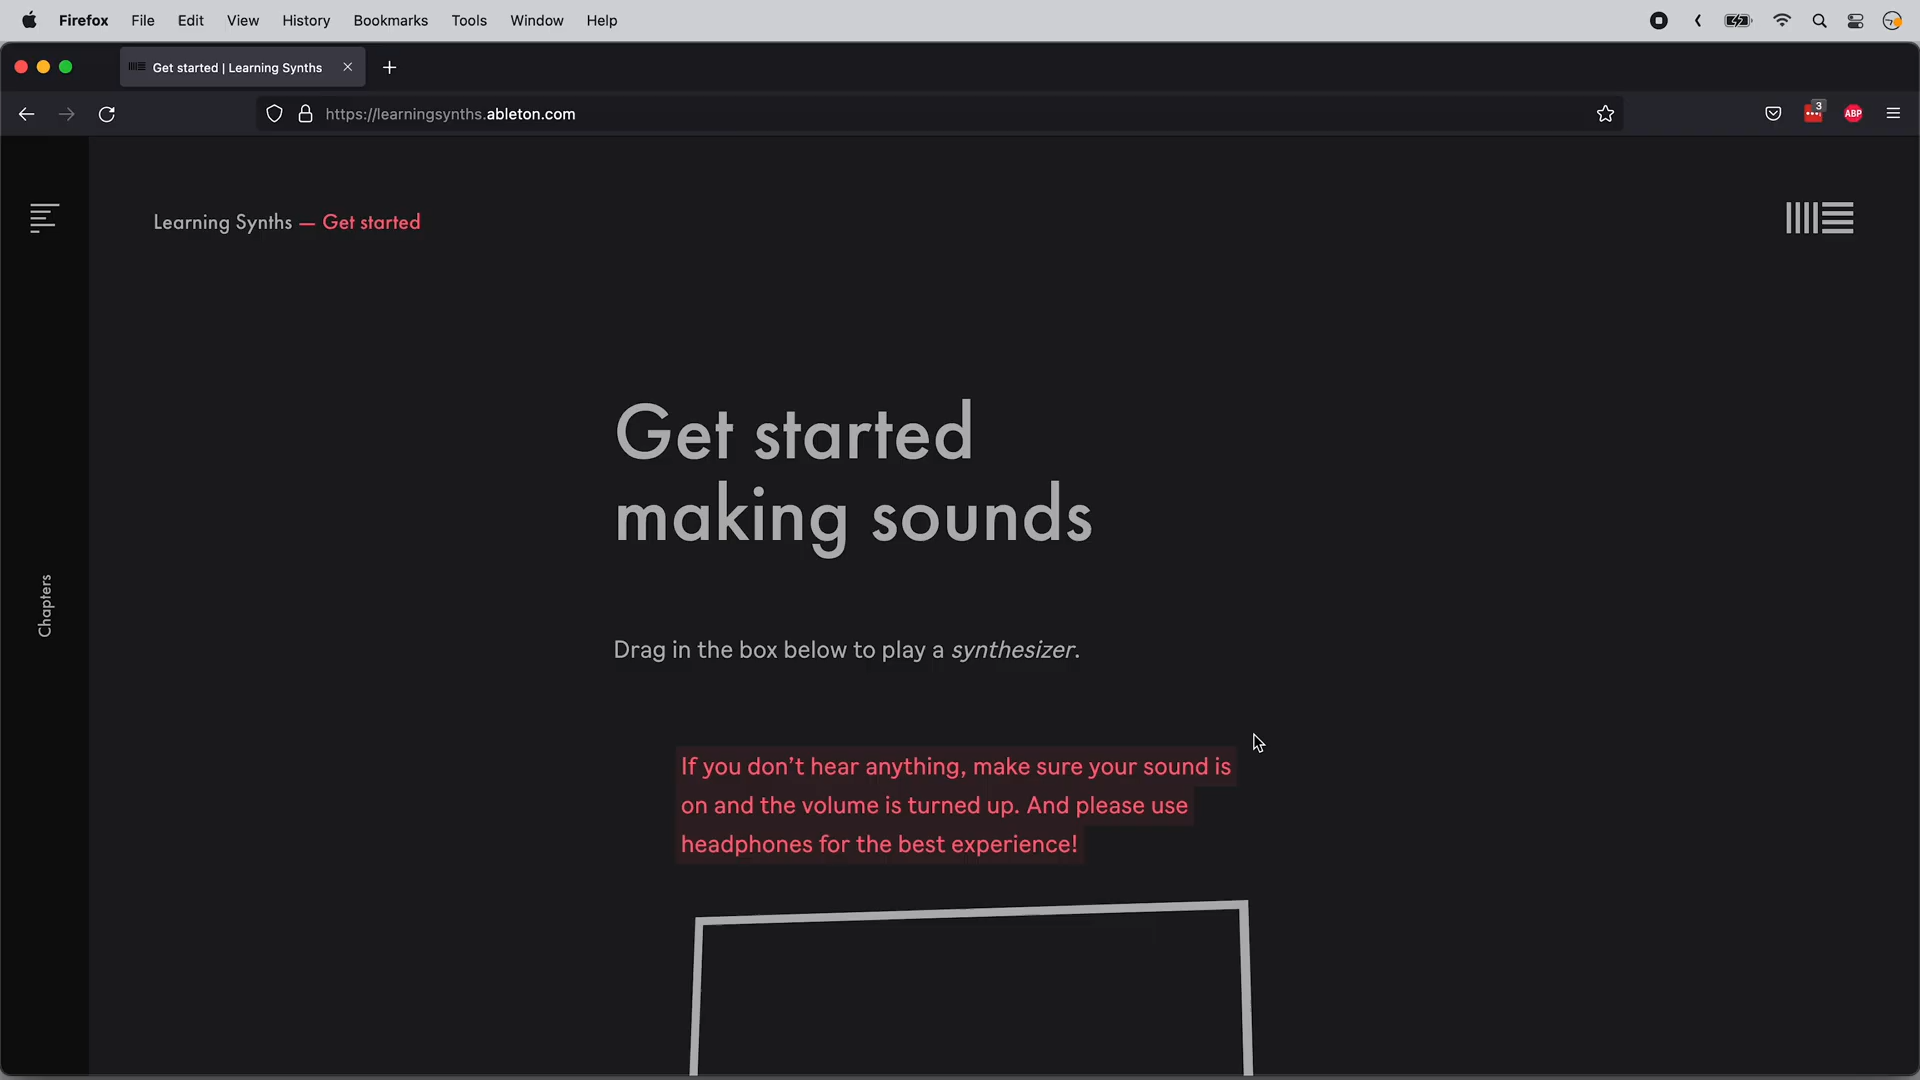 Firefox File Edit View History Bookmarks Tools Window Help
Get started | Learning Synths
https://learningsynths.ableton.com
3
ABP
Learning Synths — Get started
Get started
making sounds
Chapters
Drag in the box below to play a synthesizer.
If you don’t hear anything, make sure your sound is
on and the volume is turned up. And please use
headphones for the best experience!